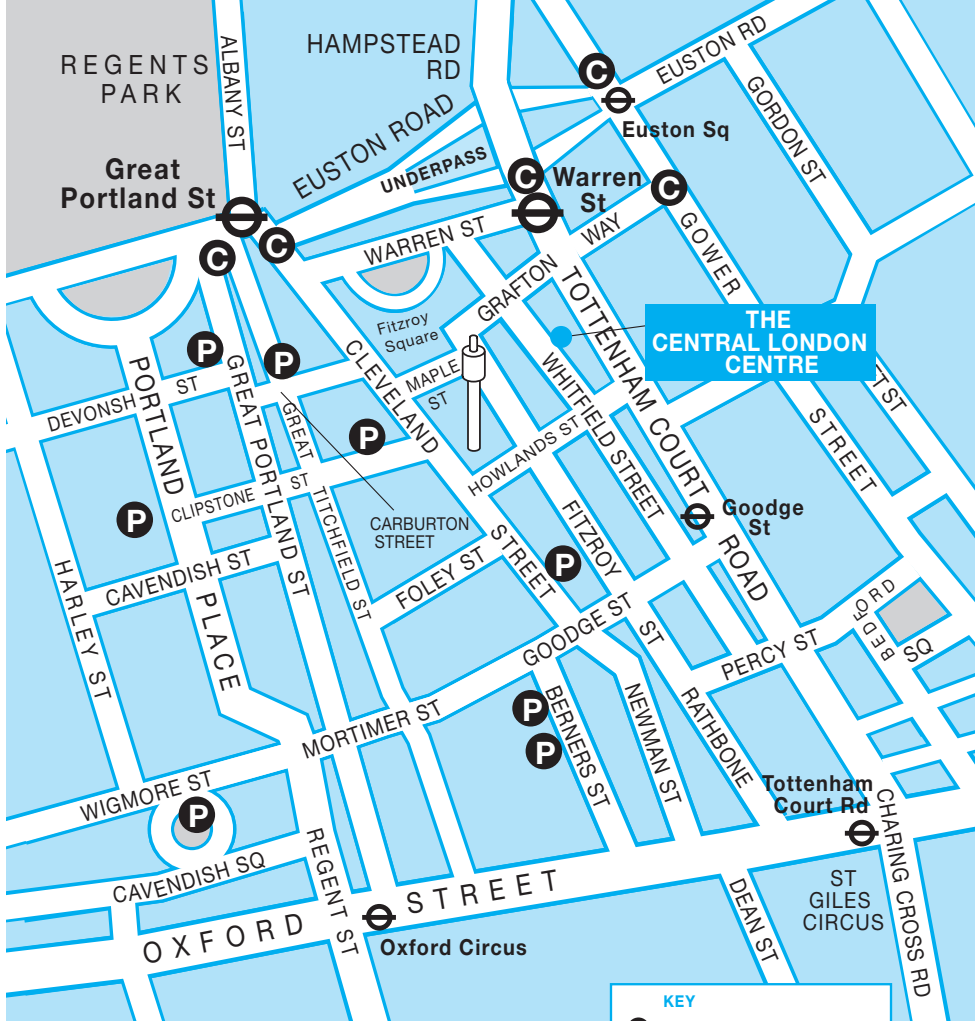 REGENTS
PARK
ALBANY ST
HAMPSTEAD
RD
EUSTON ROAD
UNDERPASS
C
EUSTON RD
GORDON ST
Euston Sq
Great
Portland St
C
C
C
Warren
St
C
WARREN ST
GRAFTON
WAY
GOWER
STREET
Fitzroy
Square
TOTTENHAM COURT
ROAD
THE
CENTRAL LONDON
CENTRE
ST
P
P
DEVONSH
ST
PORTLAND
PLACE
GREAT PORTLAND ST
GREAT
TITCHFIELD ST
CLEVELAND
STREET
MAPLE
ST
WHITFIELD STREET
HOWLANDS ST
P
P
CLIPSTONE
ST
CARBURTON
STREET
FITZROY
ST
Goodge
St
CAVENDISH ST
HARLEY ST
FOLEY ST
P
GOODGE ST
PERCY ST
BEDFORD
SQ
P
P
BERNERS ST
NEWMAN ST
RATHBONE
MORTIMER ST
WIGMORE ST
P
CAVENDISH SQ
REGENT ST
Tottenham
Court Rd
CHARING CROSS RD
ST
GILES
CIRCUS
DEAN ST
OXFORD
STREET
Oxford Circus
KEY